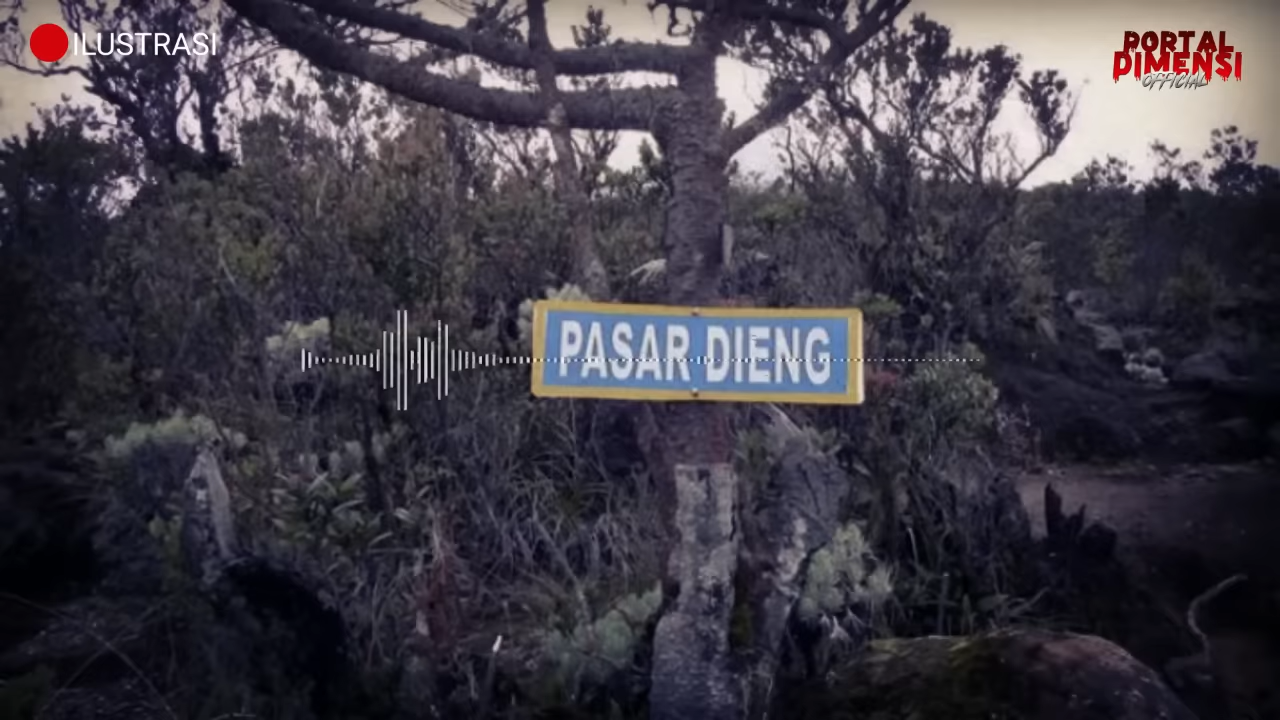 ILUSTRASI
PORTAL
DIMENSI
OFFICIAL
PASAR DIENG